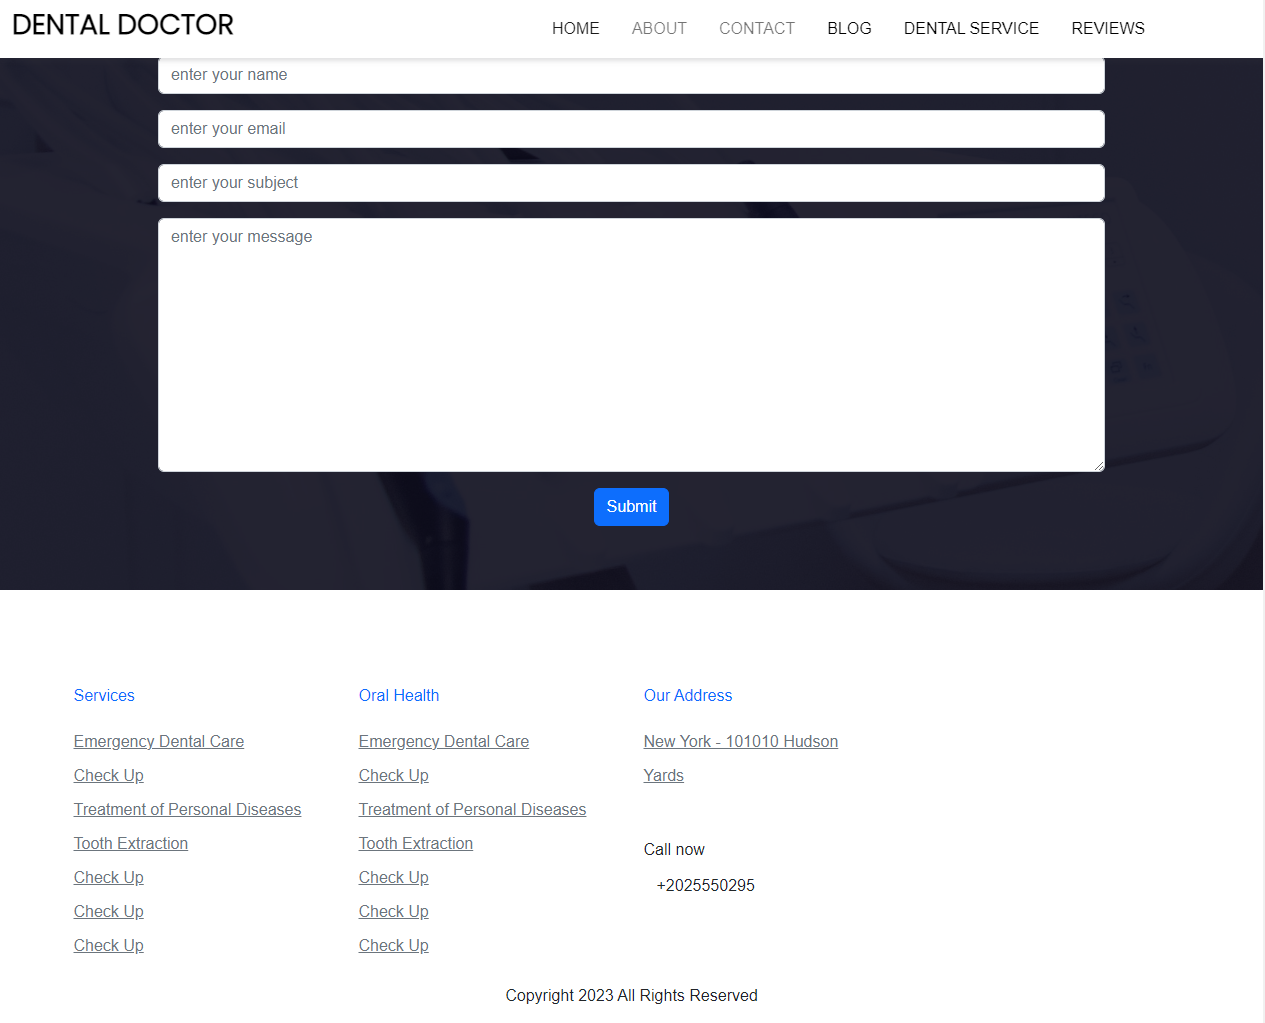 DENTAL DOCTOR
HOME ABOUT CONTACT BLOG DENTAL SERVICE REVIEWS
enter your name
enter your email
enter your subject
enter your message
Submit
Services
Emergency Dental Care
Check Up
Treatment of Personal Diseases
Tooth Extraction
Check Up
Check Up
Check Up
Oral Health
Emergency Dental Care
Check Up
Treatment of Personal Diseases
Tooth Extraction
Check Up
Check Up
Check Up
Our Address
New York - 101010 Hudson
Yards
Call now
+2025550295
Copyright 2023 All Rights Reserved